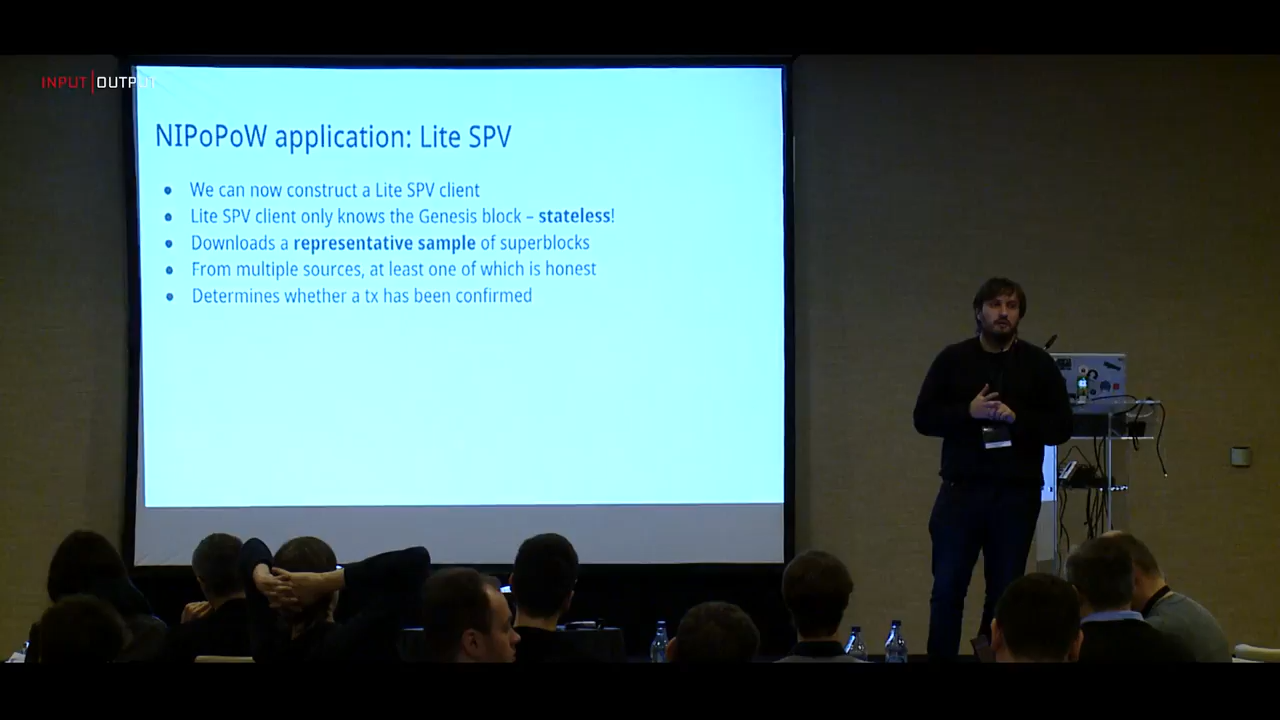 INPUT|OUTPUT
NIPoPoW application: Lite SPV
● We can now construct a Lite SPV client
● Lite SPV client only knows the Genesis block – stateless!
● Downloads a representative sample of superblocks
● From multiple sources, at least one of which is honest
● Determines whether a tx has been confirmed